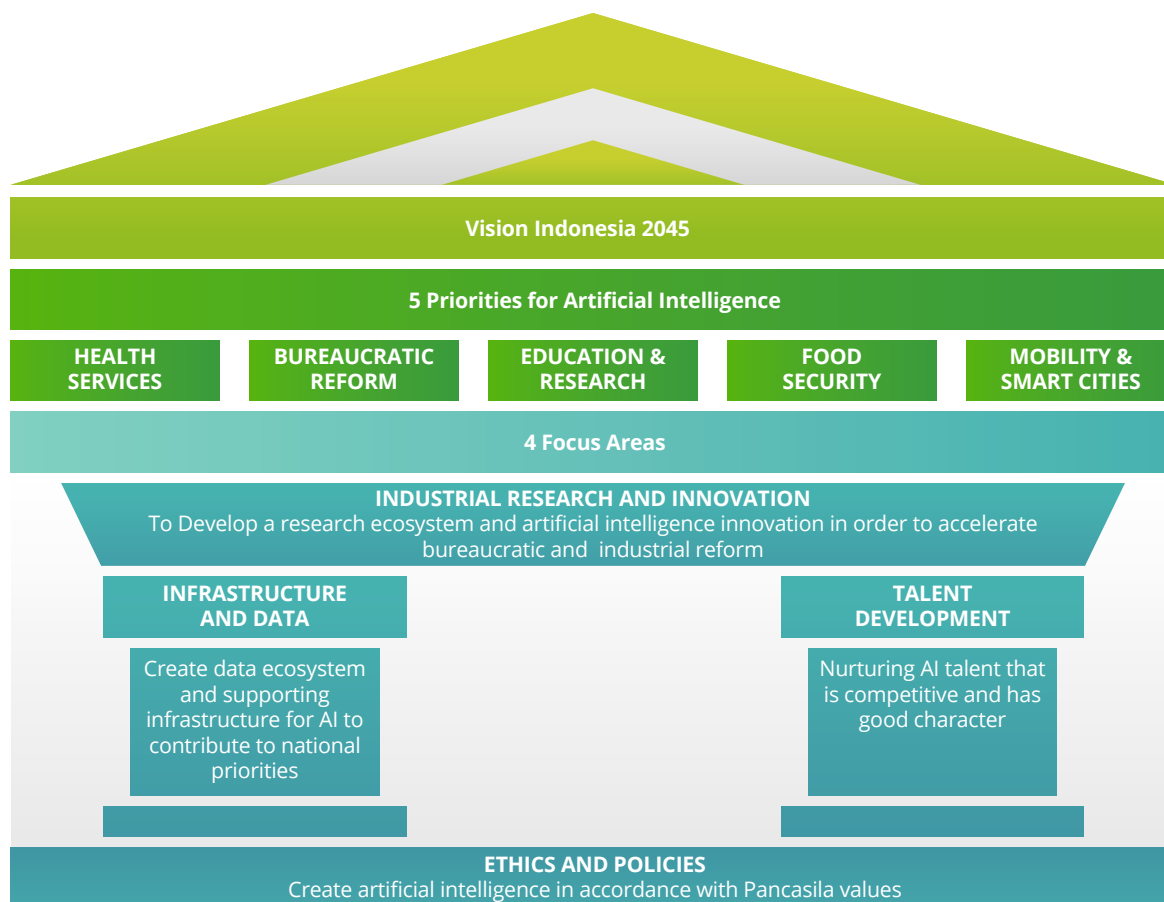 Vision Indonesia 2045
5 Priorities for Artificial Intelligence
HEALTH
SERVICES
BUREAUCRATIC
REFORM
EDUCATION &
RESEARCH
FOOD
SECURITY
MOBILITY &
SMART CITIES
4 Focus Areas
INDUSTRIAL RESEARCH AND INNOVATION
To Develop a research ecosystem and artificial intelligence innovation in order to accelerate
bureaucratic and  industrial reform
INFRASTRUCTURE
AND DATA
Create data ecosystem
and supporting
infrastructure for AI to
contribute to national
priorities
TALENT
DEVELOPMENT
Nurturing AI talent that
is competitive and has
good character
ETHICS AND POLICIES
Create artificial intelligence in accordance with Pancasila values